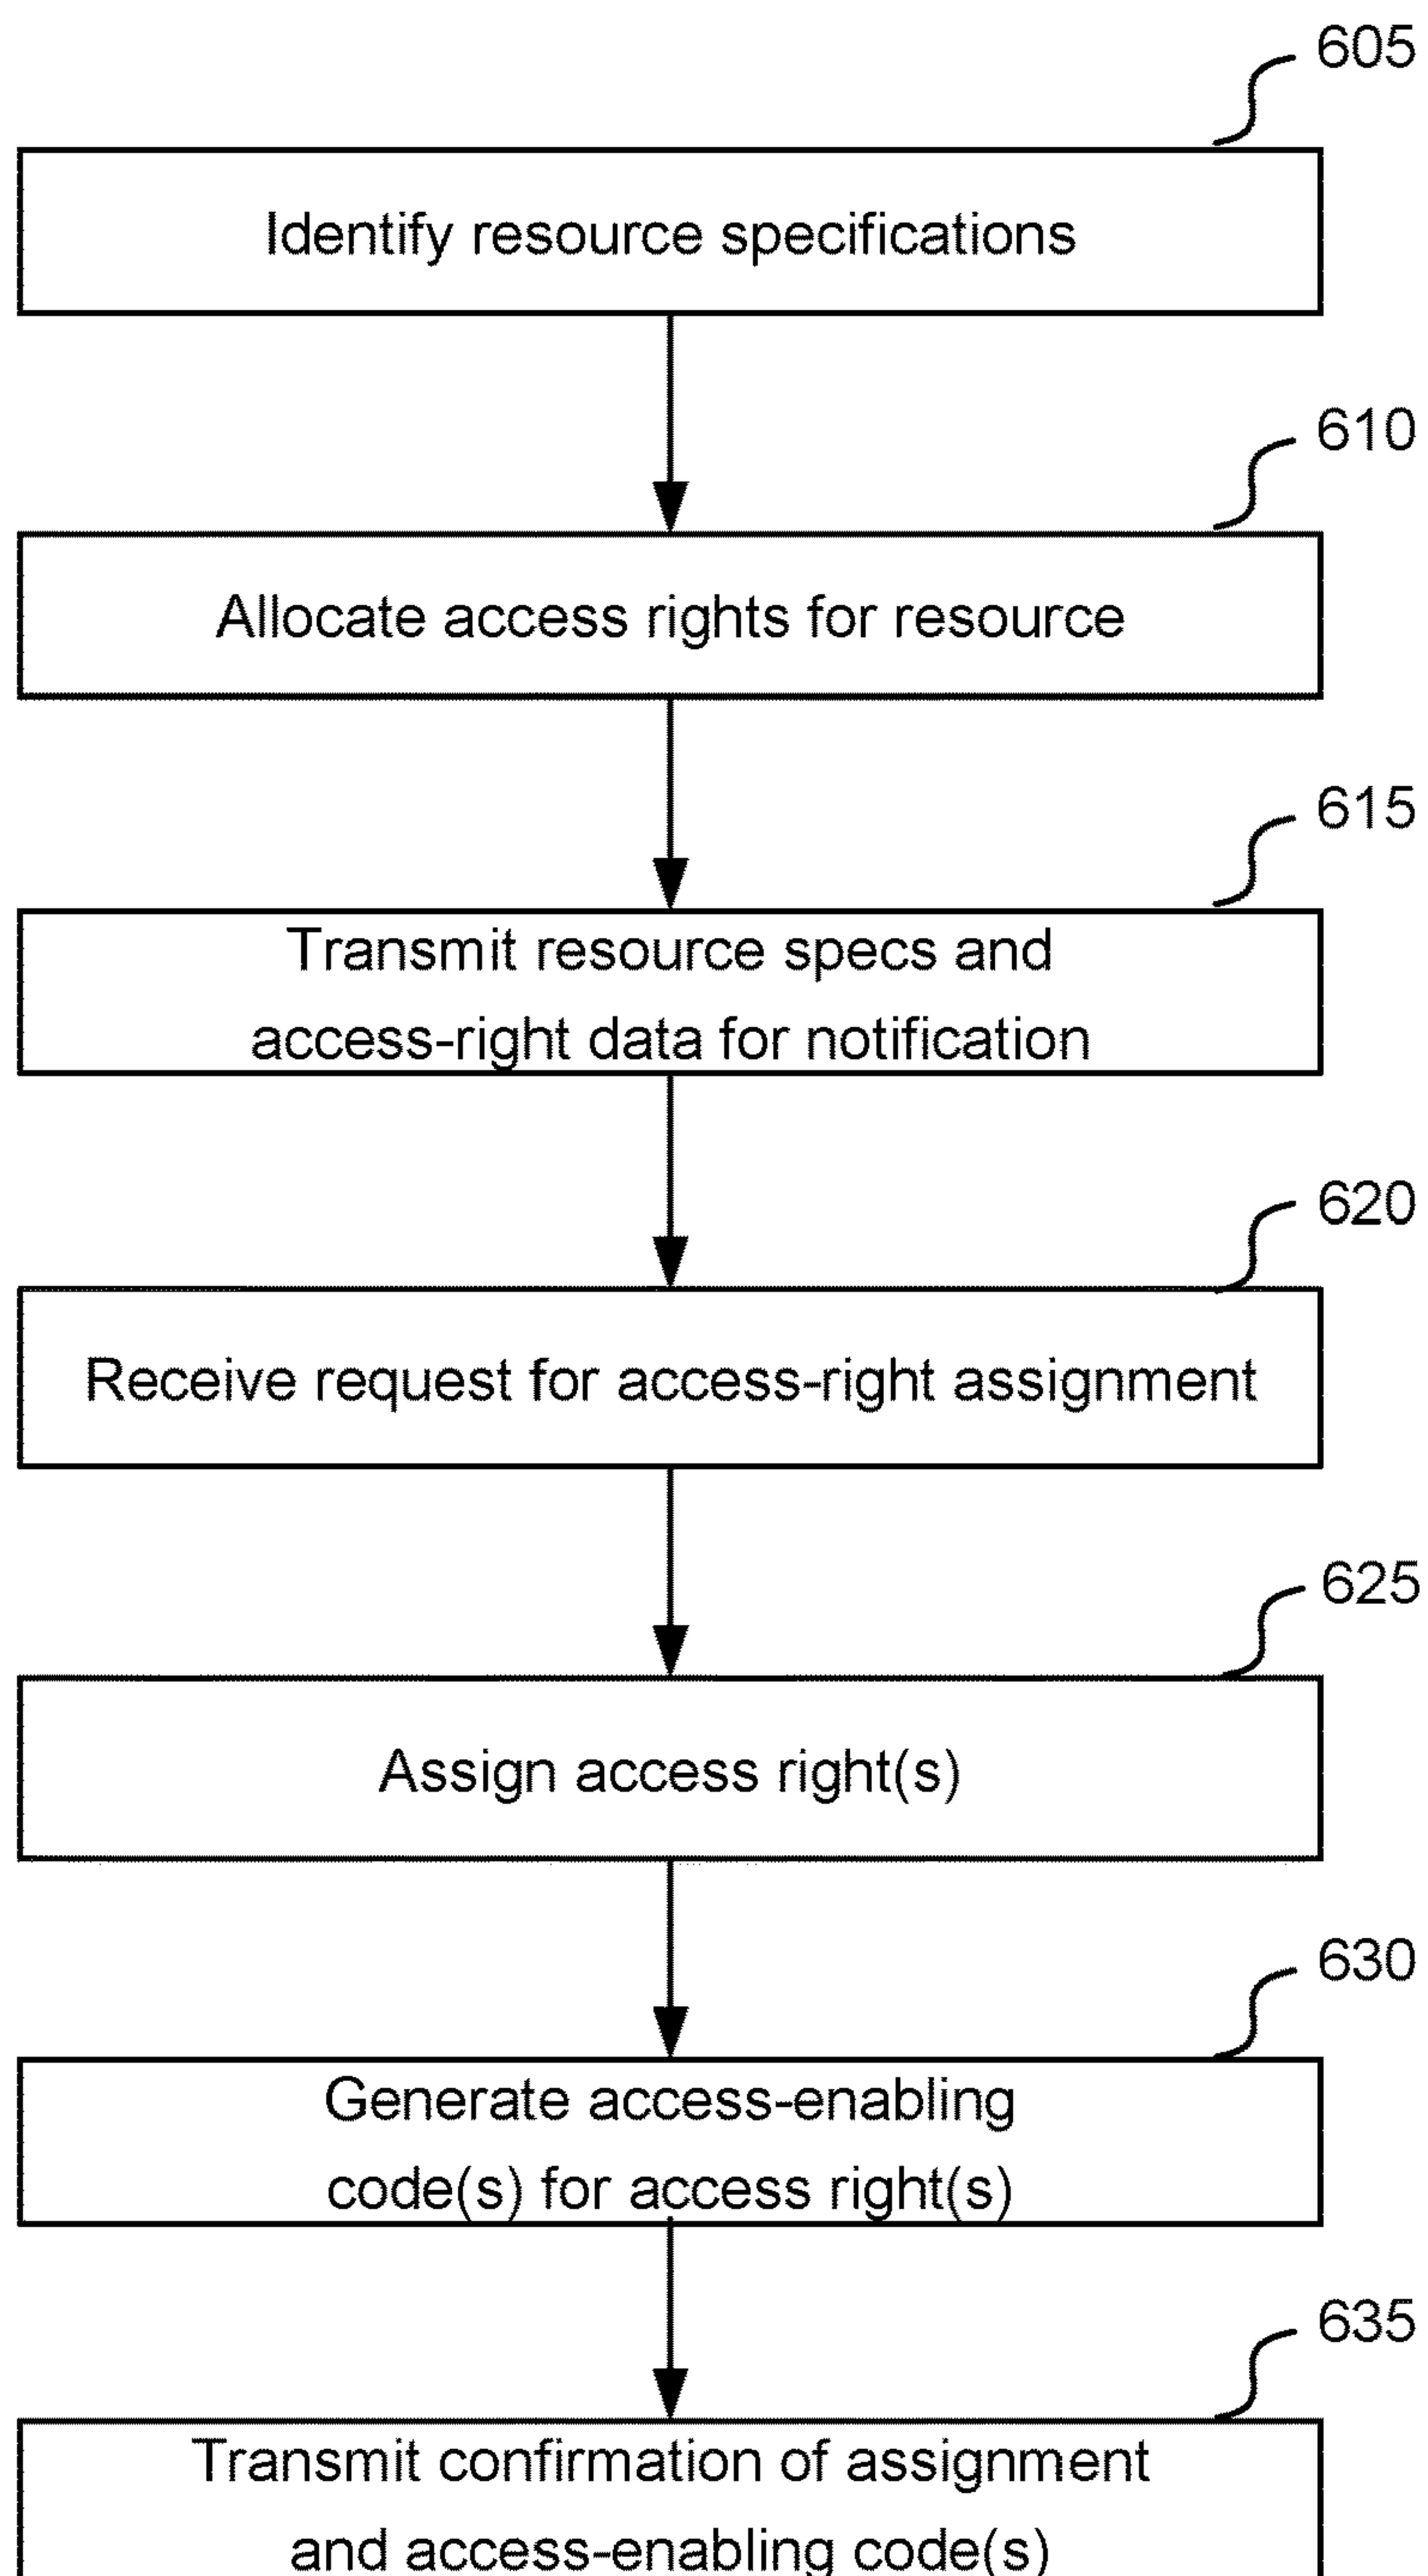 605
Identify resource specifications
610
Allocate access rights for resource
615
Transmit resource specs and
access-right data for notification
620
Receive request for access-right assignment
625
Assign access right(s)
630
Generate access-enabling
code(s) for access right(s)
635
Transmit confirmation of assignment
and access-enabling code(s)